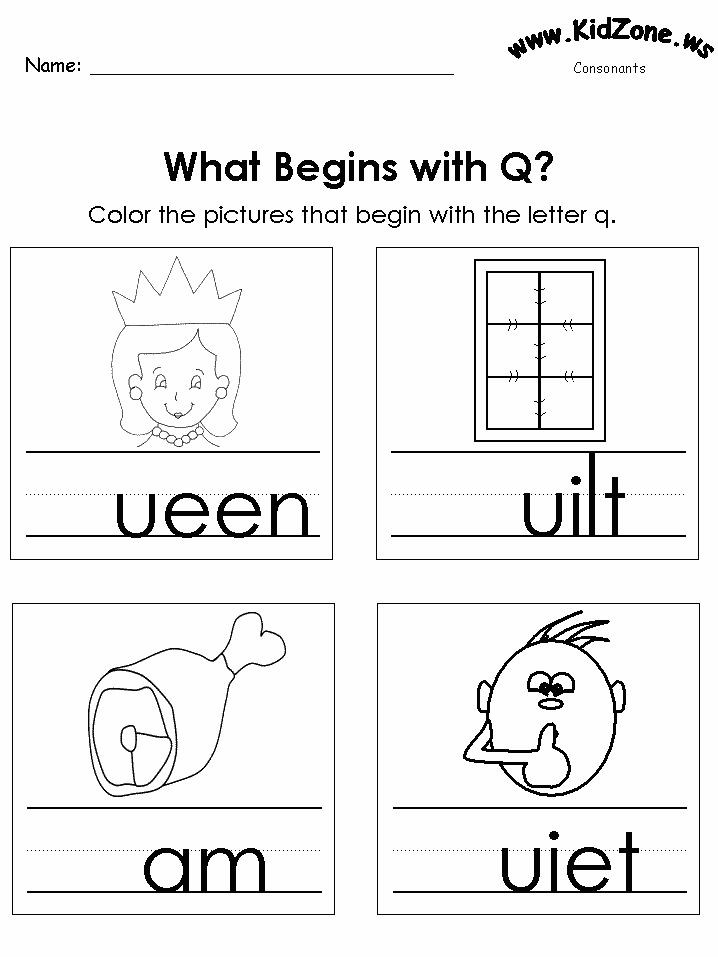 www.KidZone.ws
Name:
Consonants
What Begins with Q?
Color the pictures that begin with the letter q.
ueen
uilt
am
uiet